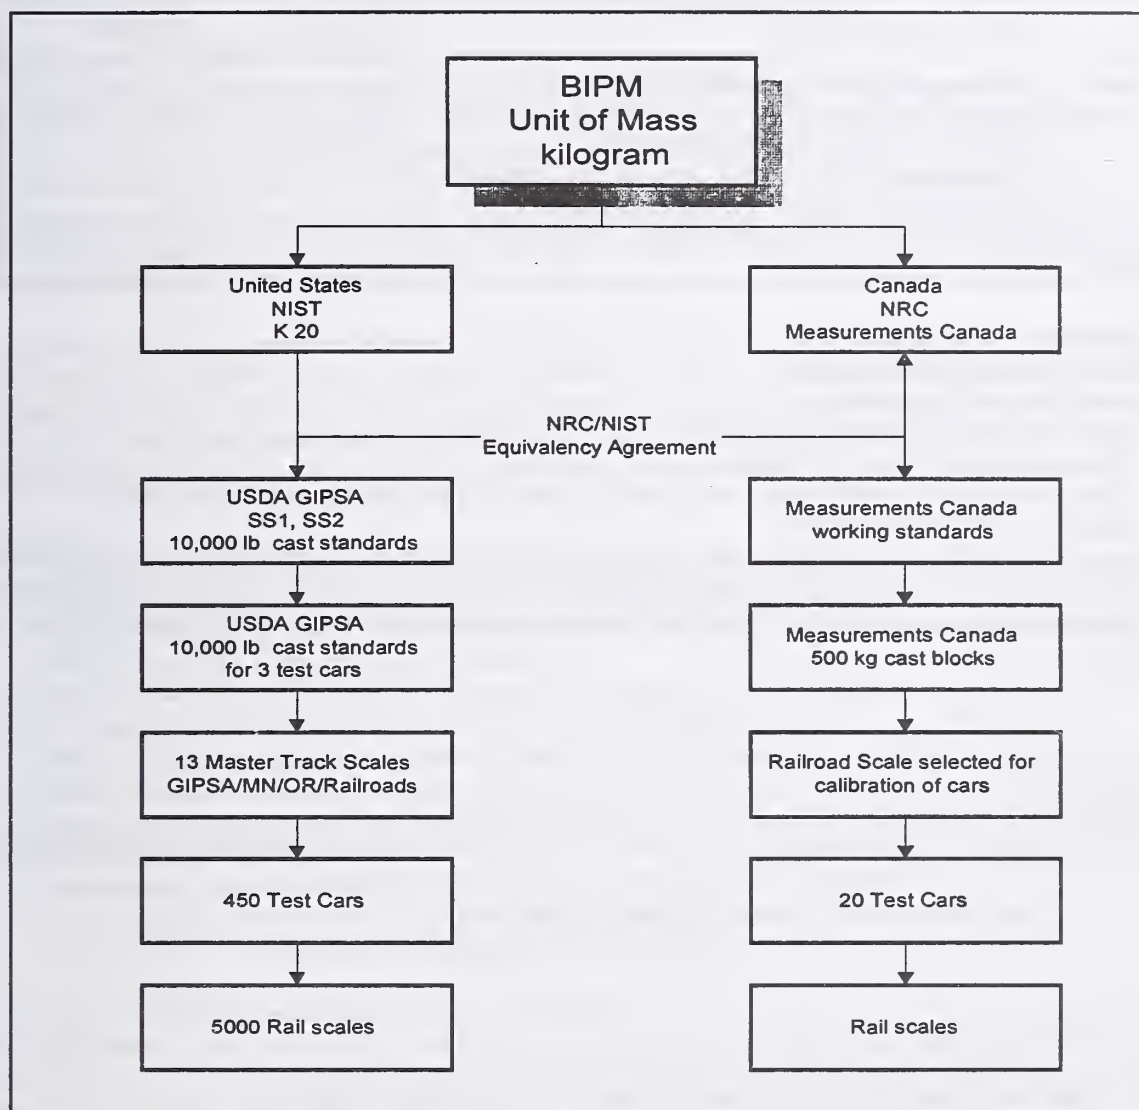 BIPM
Unit of Mass
kilogram
United States
NIST
K 20
Canada
NRC
Measurements Canada
NRC/NIST
Equivalency Agreement
USDA GIPSA
SS1, SS2
10,000 lb cast standards
Measurements Canada
working standards
USDA GIPSA
10,000 lb cast standards
for 3 test cars
Measurements Canada
500 kg cast blocks
13 Master Track Scales
GIPSA/MN/OR/Railroads
Railroad Scale selected for
calibration of cars
450 Test Cars
20 Test Cars
5000 Rail scales
Rail scales